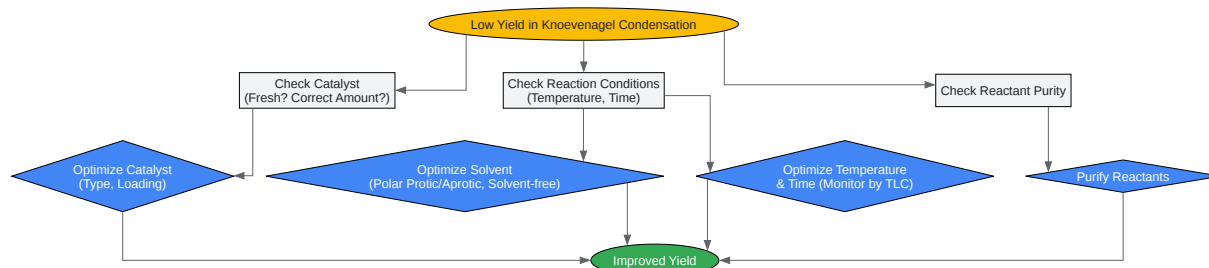 Low Yield in Knoevenagel Condensation
Check Catalyst
(Fresh? Correct Amount?)
Check Reaction Conditions
(Temperature, Time)
Check Reactant Purity
Optimize Catalyst
(Type, Loading)
Optimize Solvent
(Polar Protic/Aprotic, Solvent-free)
Optimize Temperature
& Time (Monitor by TLC)
Purify Reactants
Improved Yield